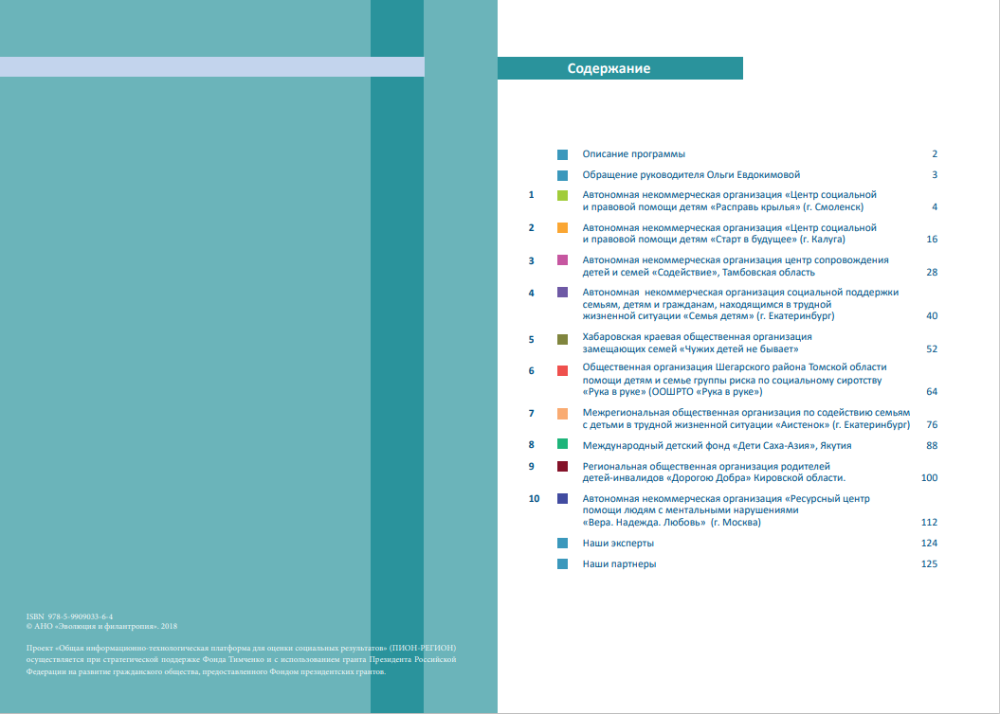 ISBN 978-5-9909033-6-4
© АНО «Эволюция и филантропия». 2018
Проект «Общая информационно-технологическая платформа для оценки социальных результатов» (ПИОН-РЕГИОН)
осуществляется при стратегической поддержке Фонда Тимченко и с использованием гранта Президента Российской
Федерации на развитие гражданского общества, предоставленного Фондом президентских грантов.
Содержание
Описание программы 2
Обращение руководителя Ольги Евдокимовой 3
1 Автономная некоммерческая организация «Центр социальной
и правовой помощи детям «Расправь крылья» (г. Смоленск) 4
2 Автономная некоммерческая организация «Центр социальной
и правовой помощи детям «Старт в будущее» (г. Калуга) 16
3 Автономная некоммерческая организация центр сопровождения
детей и семей «Содействие», Тамбовская область 28
4 Автономная некоммерческая организация социальной поддержки
семьям, детям и гражданам, находящимся в трудной
жизненной ситуации «Семья детям» (г. Екатеринбург) 40
5 Хабаровская краевая общественная организация
замещающих семей «Чужих детей не бывает» 52
6 Общественная организация Шегарского района Томской области
помощи детям и семье группы риска по социальному сиротству
«Рука в руке» (ООШРТО «Рука в руке») 64
7 Межрегиональная общественная организация по содействию семьям
с детьми в трудной жизненной ситуации «Аистенок» (г. Екатеринбург) 76
8 Международный детский фонд «Дети Саха-Азия», Якутия 88
9 Региональная общественная организация родителей
детей-инвалидов «Дорогою Добра» Кировской области. 100
10 Автономная некоммерческая организация «Ресурсный центр
помощи людям с ментальными нарушениями
«Вера. Надежда. Любовь» (г. Москва) 112
Наши эксперты 124
Наши партнеры 125